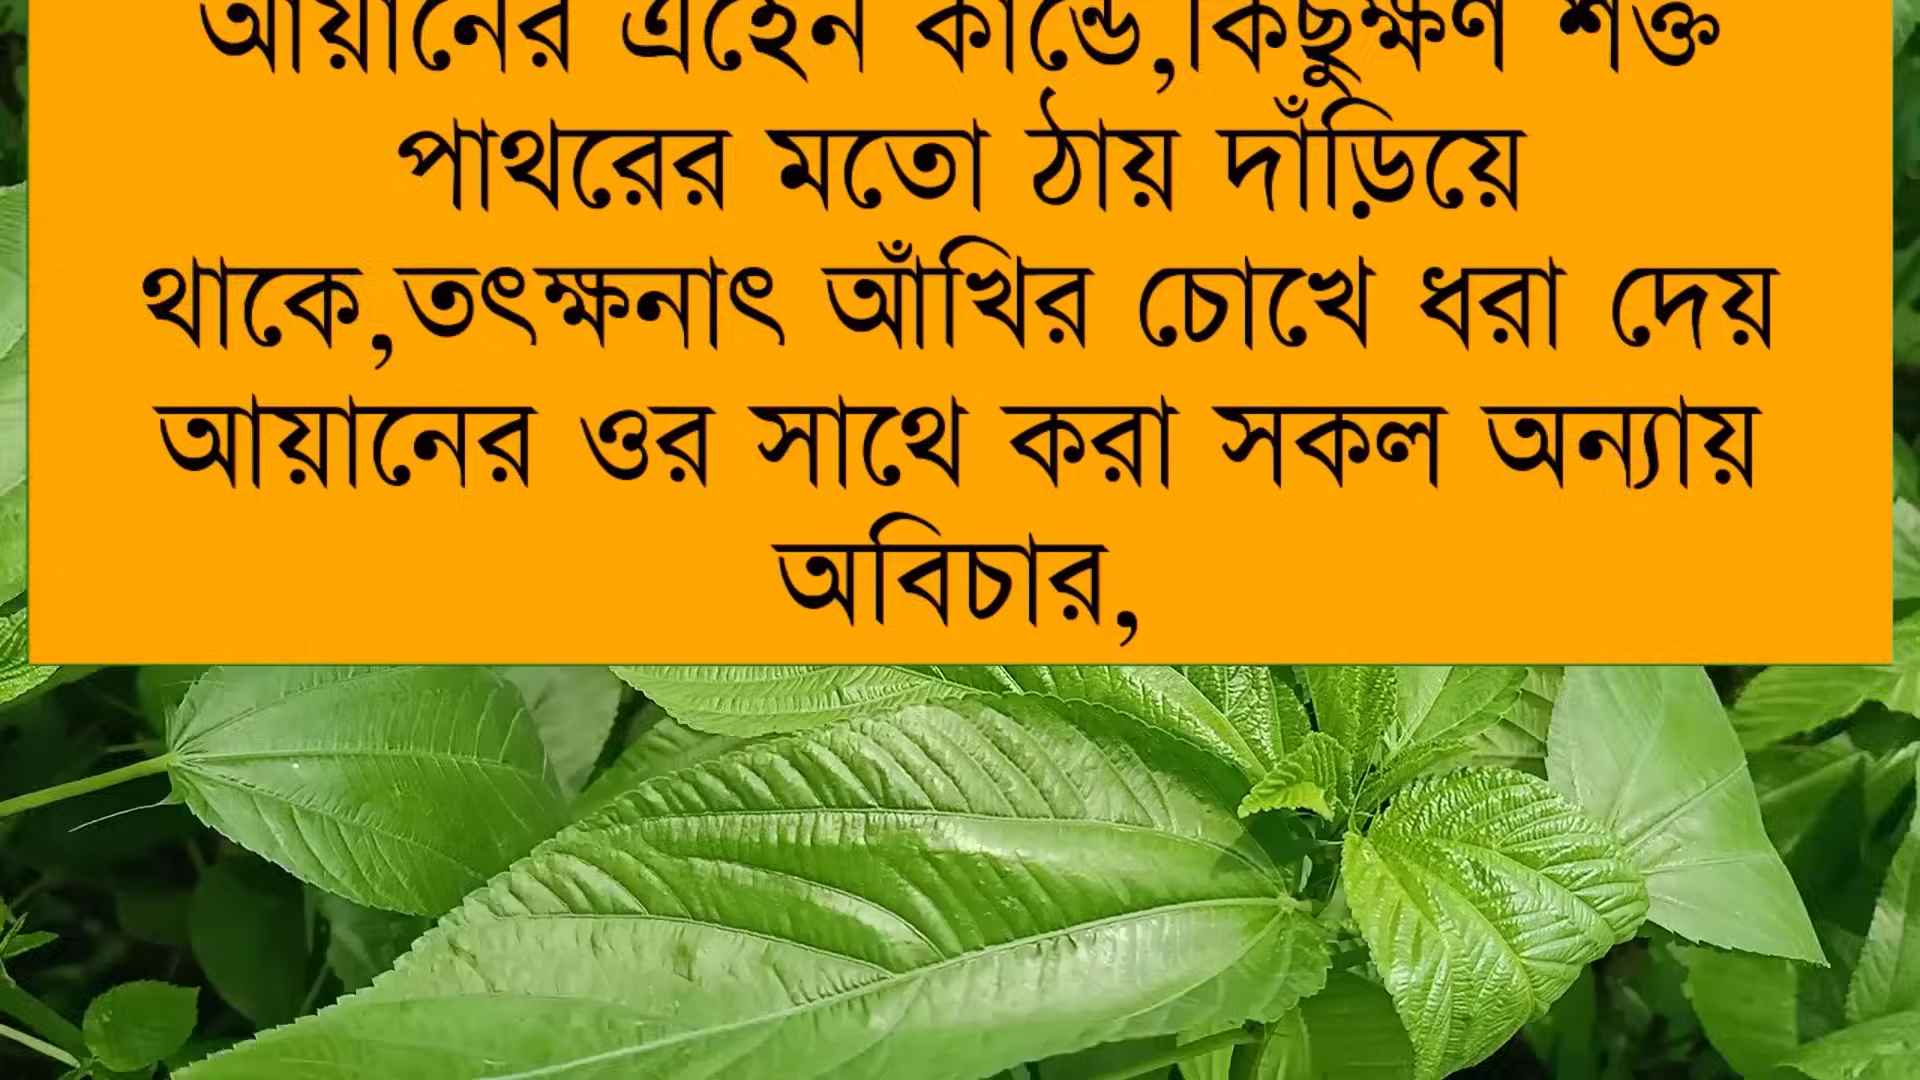 আয়ানের এহেন কান্ডে,কিছুক্ষণ শক্ত
পাথরের মতো ঠায় দাঁড়িয়ে
থাকে,তৎক্ষনাৎ আঁখির চোখে ধরা দেয়
আয়ানের ওর সাথে করা সকল অন্যায়
অবিচার,